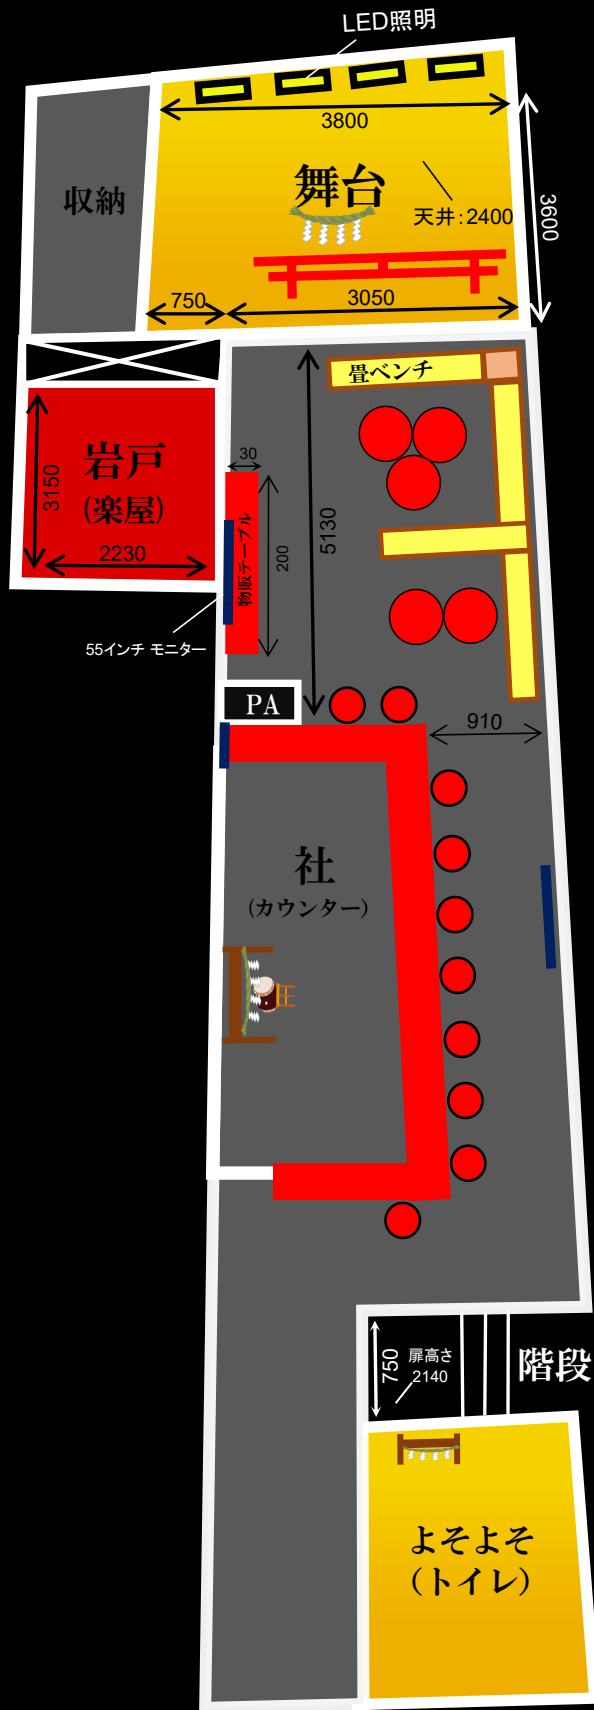 LED照明
3800
収納
舞台
天井：2400
3600
750
3050
畳ベンチ
岩戸
(楽屋)
3150
2230
30
物販テーブル
200
5130
55インチ モニター
PA
910
社
(カウンター)
750
扉高さ
2140
階段
よそよそ
(トイレ)